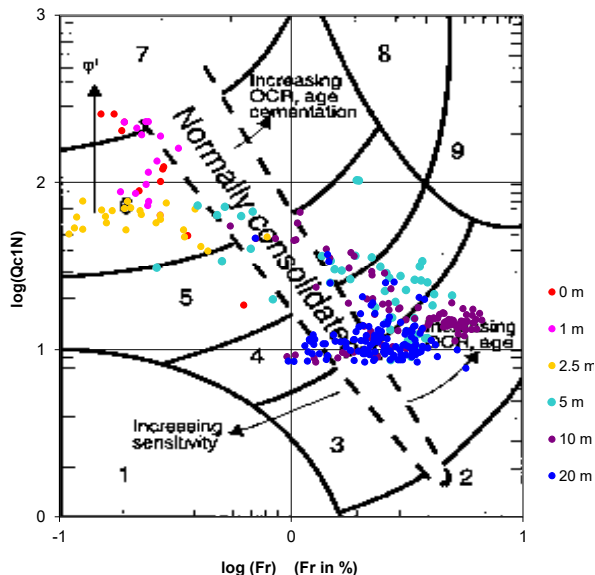 3
7
8
φ'
Increasing
OCR, age
cementation
Normally consolidate
9
log(Qc1N)
2
6
5
0 m
1 m
2.5 m
5 m
10 m
20 m
1
4
OCR, age
Increasing
sensitivity
3
1
2
0
-1
0
1
log (Fr) (Fr in %)